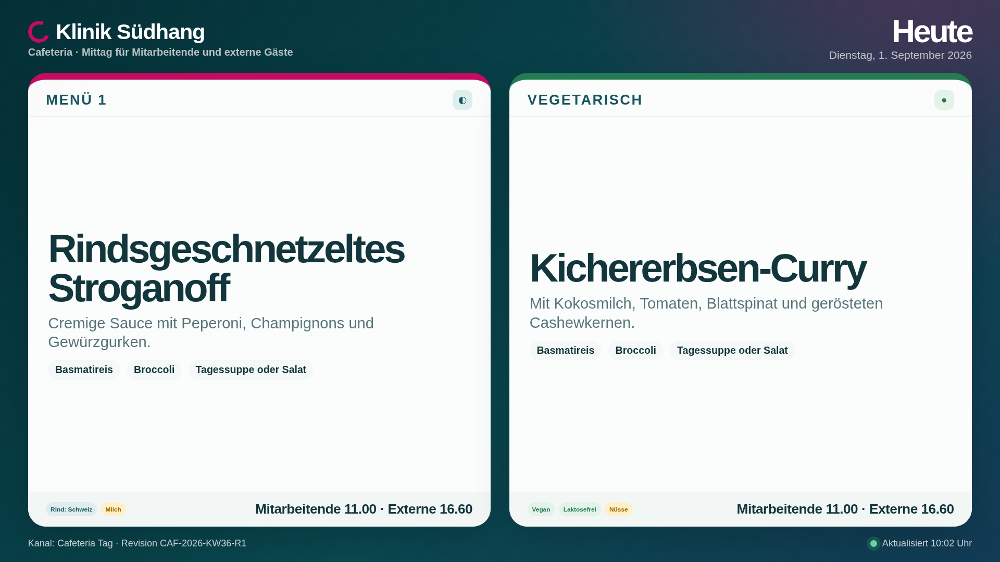 Klinik Südhang
Cafeteria · Mittag für Mitarbeitende und externe Gäste
Heute
Dienstag, 1. September 2026
MENÜ 1
Rindsgeschnetzeltes
Stroganoff
Cremige Sauce mit Peperoni, Champignons und
Gewürzgurken.
Basmatireis Broccoli Tagessuppe oder Salat
Rind: Schweiz Milch Mitarbeitende 11.00 · Externe 16.60
VEGETARISCH
Kichererbsen-Curry
Mit Kokosmilch, Tomaten, Blattspinat und gerösteten
Cashewkernen.
Basmatireis Broccoli Tagessuppe oder Salat
Vegan Laktosefrei Nüsse Mitarbeitende 11.00 · Externe 16.60
Kanal: Cafeteria Tag · Revision CAF-2026-KW36-R1
Aktualisiert 10:02 Uhr